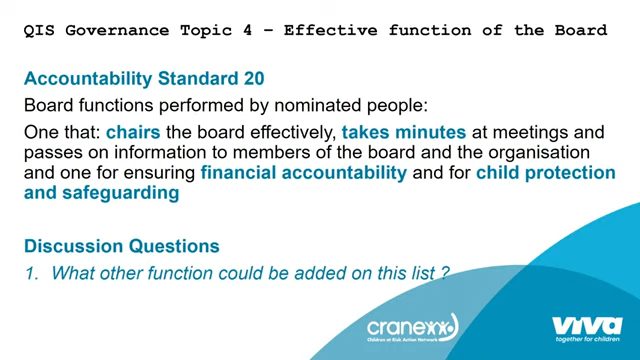 QIS Governance Topic 4 – Effective function of the Board
Accountability Standard 20
Board functions performed by nominated people:
One that: chairs the board effectively, takes minutes at meetings and
passes on information to members of the board and the organisation
and one for ensuring financial accountability and for child protection
and safeguarding
Discussion Questions
1. What other function could be added on this list ?
crane
Children at Risk Action Network
viva
together for children